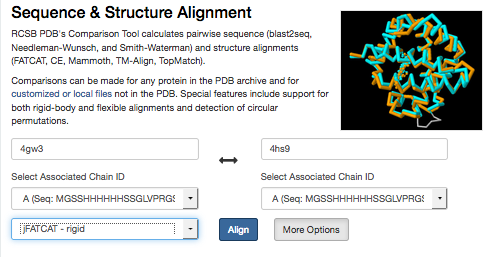 Sequence & Structure Alignment
RCSB PDB's Comparison Tool calculates pairwise sequence (blast2seq,
Needleman-Wunsch, and Smith-Waterman) and structure alignments
(FATCAT, CE, Mammoth, TM-Align, TopMatch).
Comparisons can be made for any protein in the PDB archive and for
customized or local files not in the PDB. Special features include support for
both rigid-body and flexible alignments and detection of circular
permutations.
4gw3 4hs9
Select Associated Chain ID Select Associated Chain ID
A (Seq: MGSSHHHHHHSSGLVPRGS A (Seq: MGSSHHHHHHSSGLVPRGS
jFATCAT - rigid Align More Options